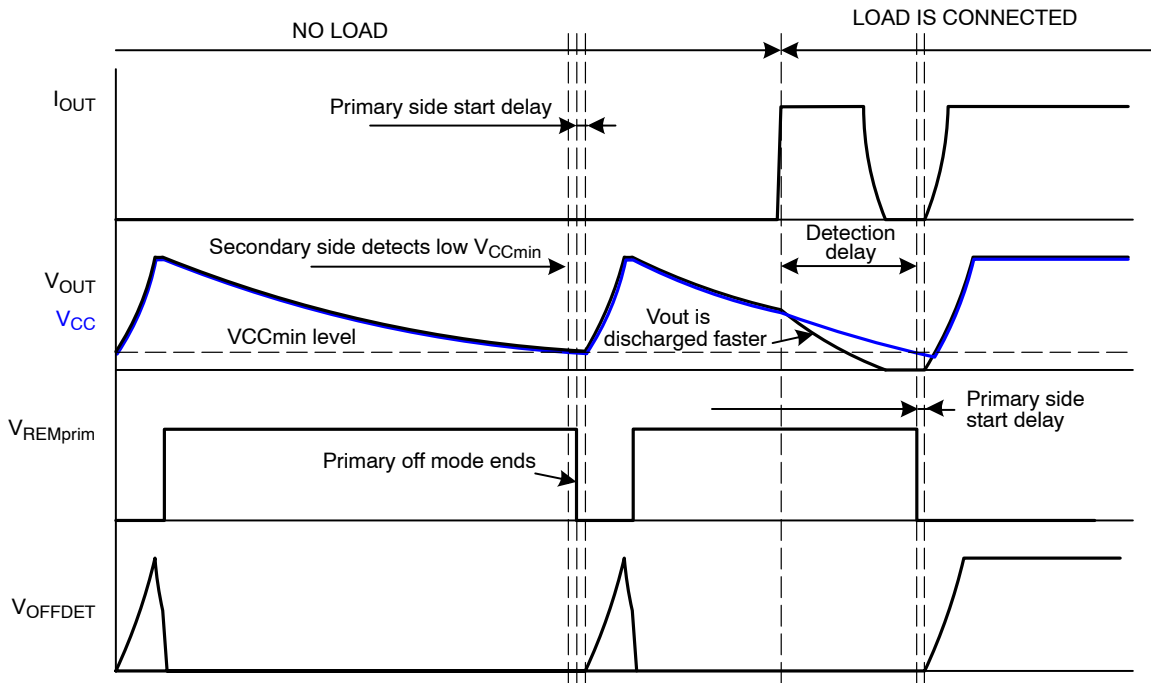 NO LOAD
LOAD IS CONNECTED
IOUT
Primary side start delay
Secondary side detects low VCCmin
Detection
delay
VOUT
VCC
VCCmin level
Vout is
discharged faster
Primary side
start delay
VREMprim
Primary off mode ends
VOFFDET